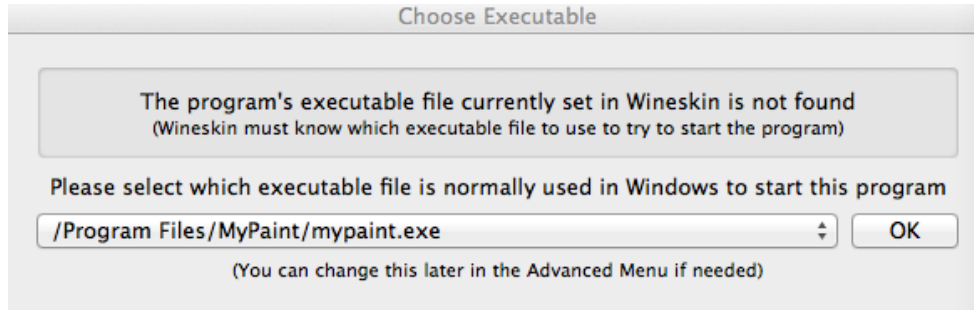 Choose Executable
The program's executable file currently set in Wineskin is not found
(Wineskin must know which executable file to use to try to start the program)
Please select which executable file is normally used in Windows to start this program
/Program Files/MyPaint/mypaint.exe
OK
(You can change this later in the Advanced Menu if needed)